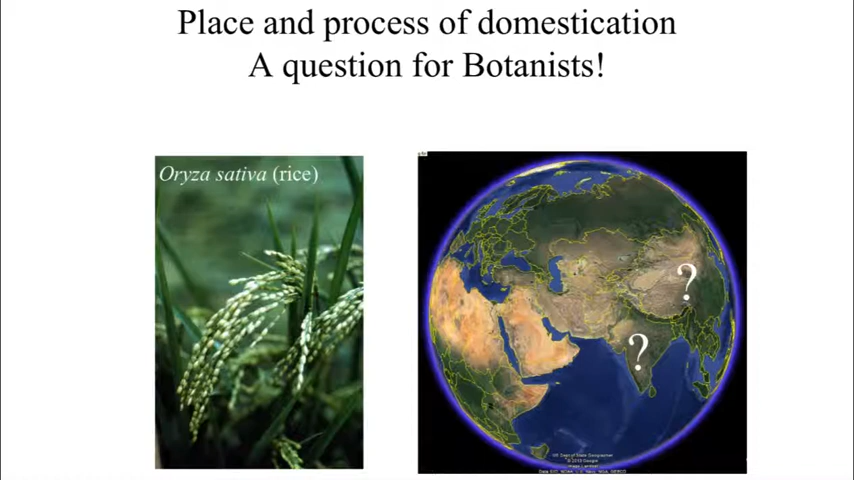 Place and process of domestication
A question for Botanists!
Oryza sativa (rice)
?
?